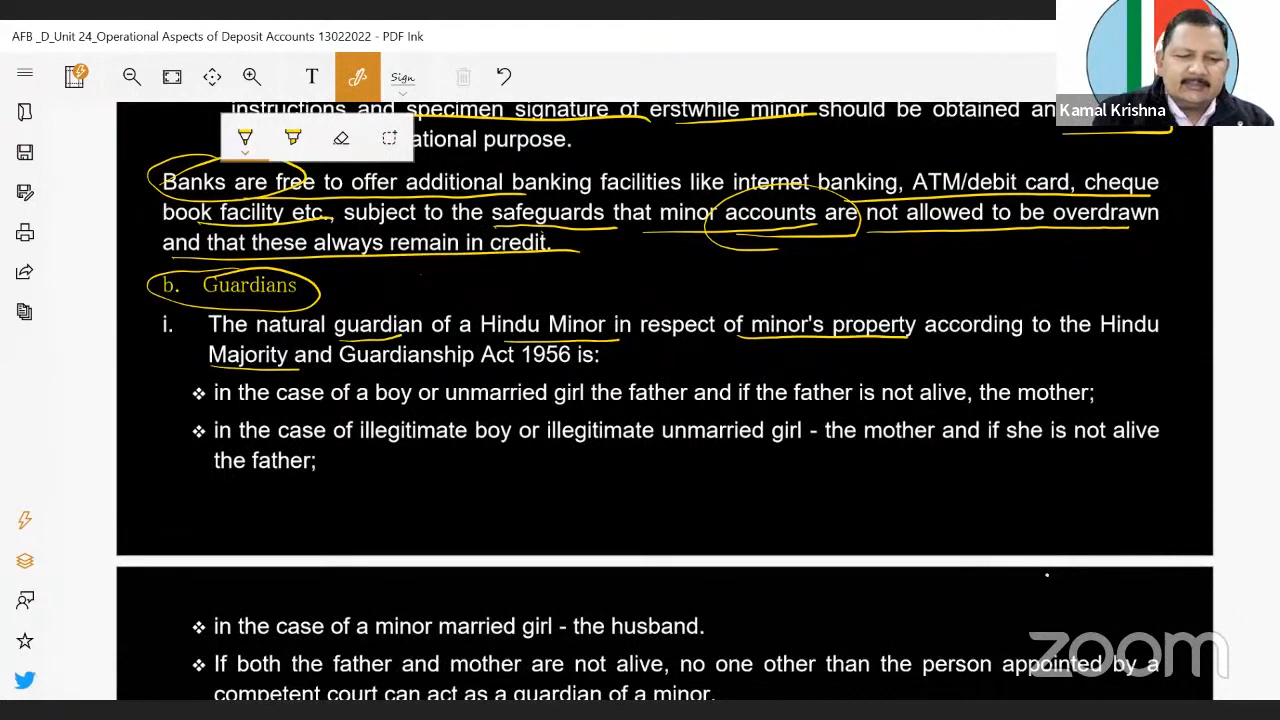 AFB _D_Unit 24_Operational Aspects of Deposit Accounts 13022022 - PDF Ink
T
Sign
Kamal Krishna
instructions and specimen signature of erstwhile minor should be obtained an
ational purpose.
Banks are free to offer additional banking facilities like internet banking, ATM/debit card, cheque
book facility etc., subject to the safeguards that minor accounts are not allowed to be overdrawn
and that these always remain in credit.
b. Guardians
i. The natural guardian of a Hindu Minor in respect of minor's property according to the Hindu
Majority and Guardianship Act 1956 is:
❖ in the case of a boy or unmarried girl the father and if the father is not alive, the mother;
❖ in the case of illegitimate boy or illegitimate unmarried girl - the mother and if she is not alive
the father;
❖ in the case of a minor married girl - the husband.
❖ If both the father and mother are not alive, no one other than the person appointed by a
competent court can act as a guardian of a minor.
zoom